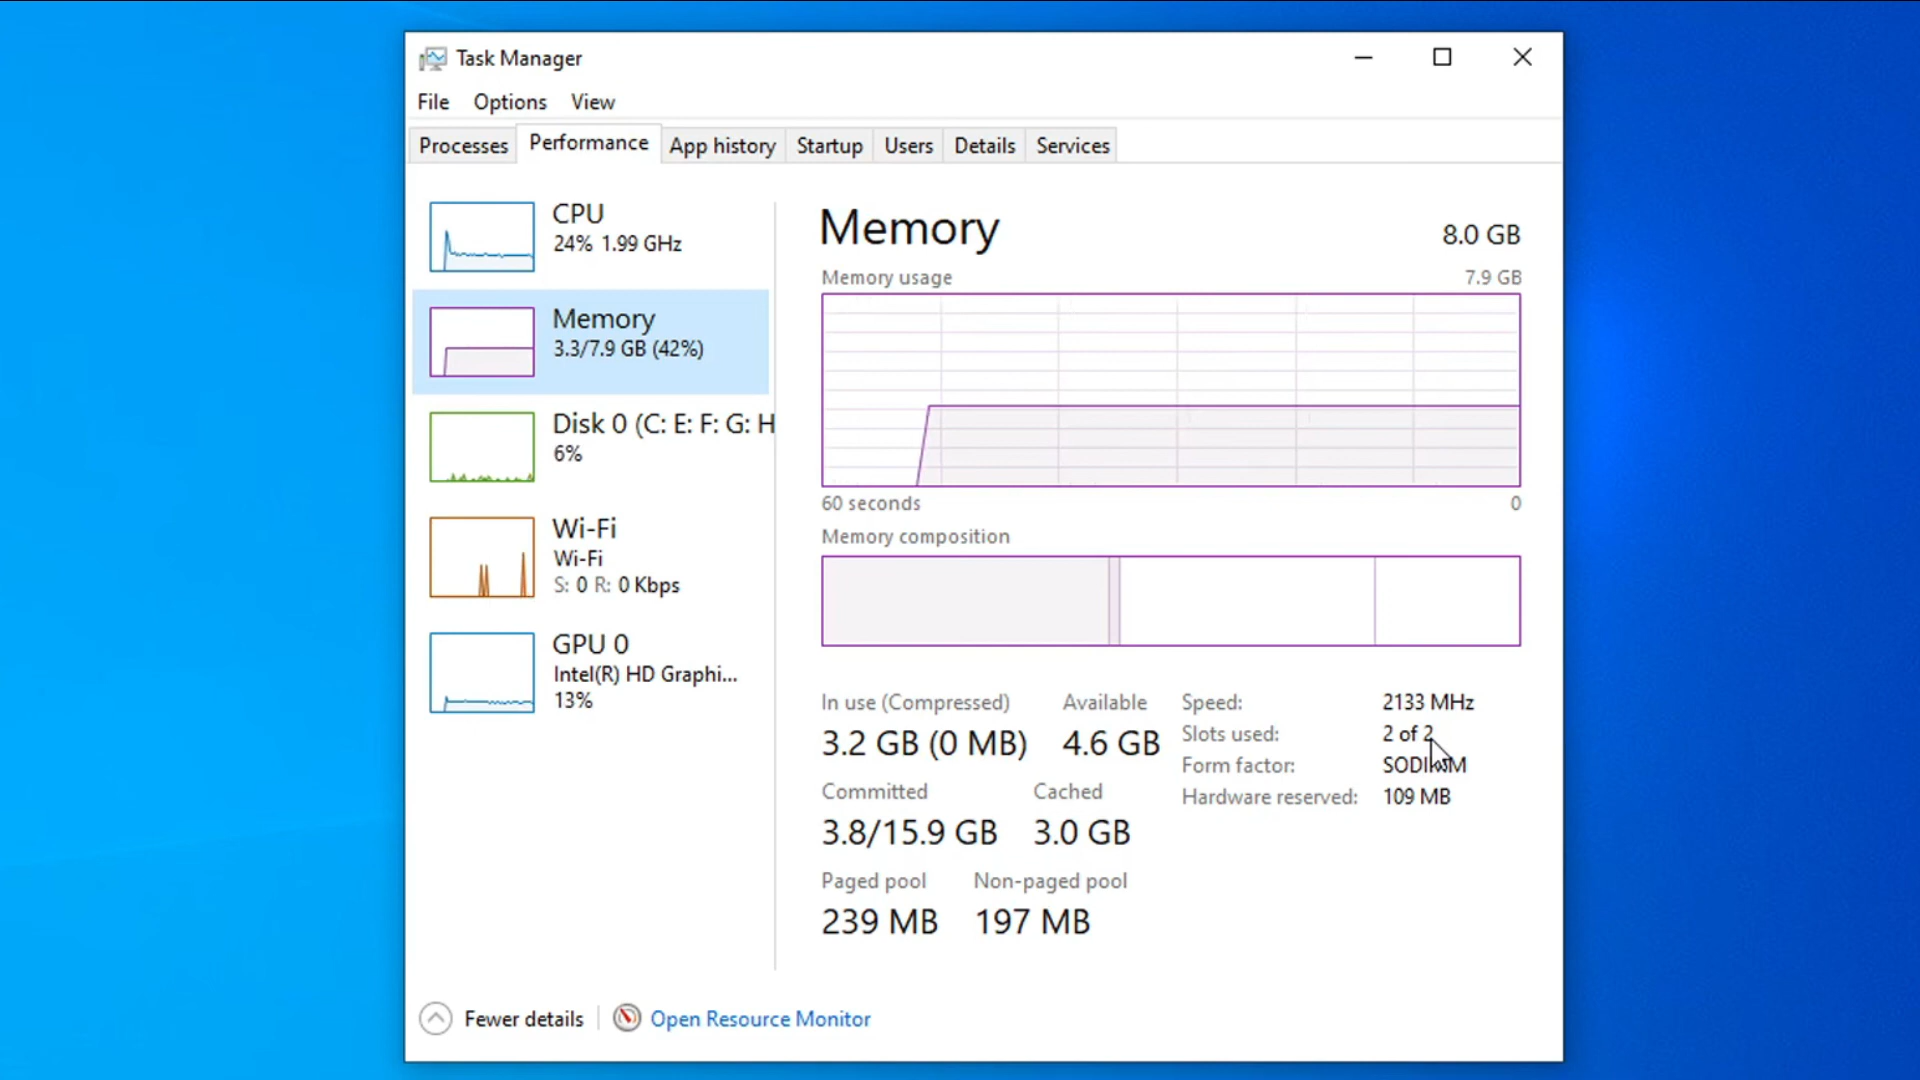 Task Manager
File Options View
Processes Performance App history Startup Users Details Services
CPU
24% 1.99 GHz
Memory
3.3/7.9 GB (42%)
Disk 0 (C: E: F: G: H
6%
Wi-Fi
Wi-Fi
S: 0 R: 0 Kbps
GPU 0
Intel(R) HD Graphi...
13%
Memory 8.0 GB
Memory usage 7.9 GB
60 seconds 0
Memory composition
In use (Compressed) Available
3.2 GB (0 MB) 4.6 GB
Committed Cached
3.8/15.9 GB 3.0 GB
Paged pool Non-paged pool
239 MB 197 MB
Speed: 2133 MHz
Slots used: 2 of 2
Form factor: SODIMM
Hardware reserved: 109 MB
Fewer details Open Resource Monitor